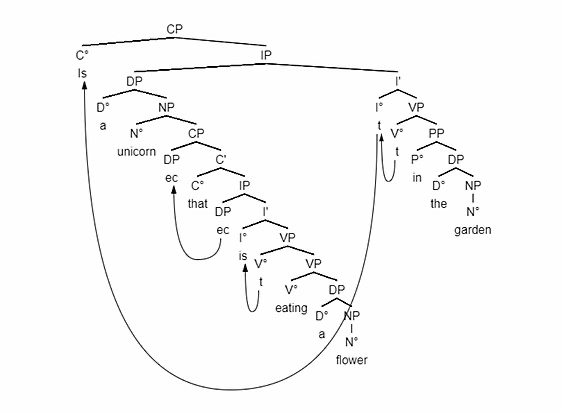 CP
C° IP
Is
DP I'
D° NP I° VP
a t
N° CP V° PP
unicorn t
DP C' P° DP
ec in
C° IP D° NP
that the
DP I' N°
ec garden
I° VP
is
V° VP
t
V° DP
eating
D° NP
a
N°
flower